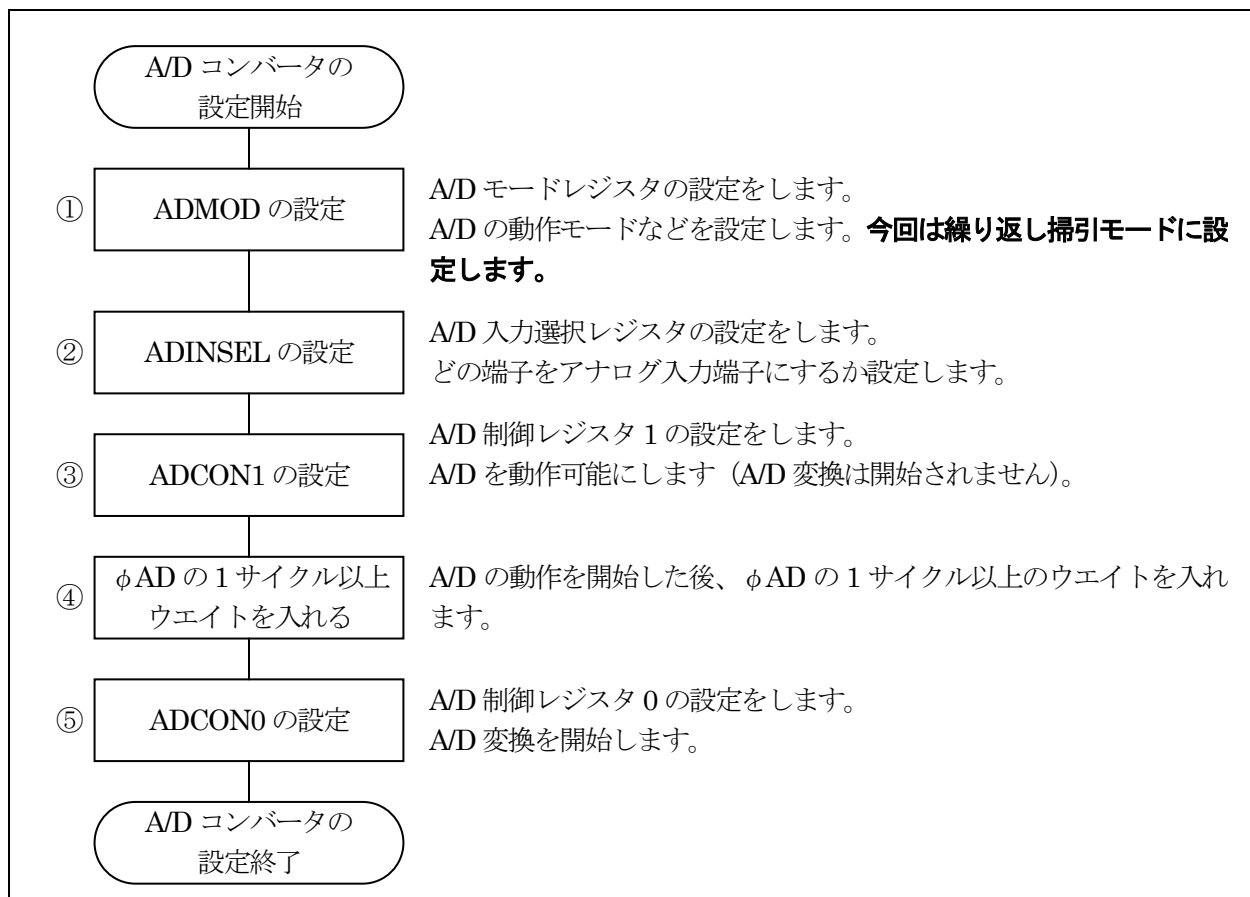 A/D コンバータの
設定開始
① ADMOD の設定
A/D モードレジスタの設定をします。
A/D の動作モードなどを設定します。今回は繰り返し掃引モードに設
定します。
② ADINSEL の設定
A/D 入力選択レジスタの設定をします。
どの端子をアナログ入力端子にするか設定します。
③ ADCON1 の設定
A/D 制御レジスタ 1 の設定をします。
A/D を動作可能にします（A/D 変換は開始されません）。
④ φAD の 1 サイクル以上
ウエイトを入れる
A/D の動作を開始した後、φAD の 1 サイクル以上のウエイトを入れ
ます。
⑤ ADCON0 の設定
A/D 制御レジスタ 0 の設定をします。
A/D 変換を開始します。
A/D コンバータの
設定終了